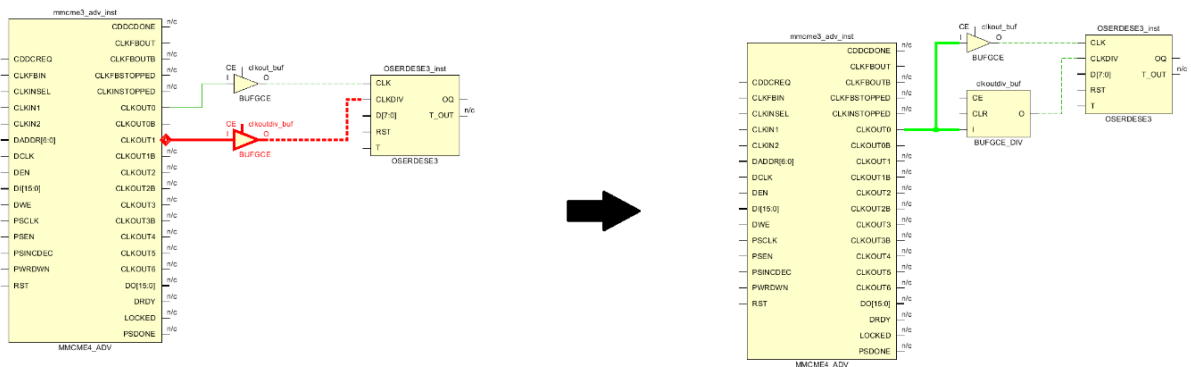 mmcme3_adv_inst
CDDCDONE n/c
CLKFBOUT
CDDCREQ CLKFBOUTB n/c
CLKFBIN CLKFBSTOPPED n/c
CLKINSEL CLKINSTOPPED n/c
CLKIN1 CLKOUT0
CLKIN2 CLKOUT0B n/c
DADDR[6:0] CLKOUT1
DCLK CLKOUT1B n/c
DEN CLKOUT2 n/c
DI[15:0] CLKOUT2B n/c
DWE CLKOUT3 n/c
PSCLK CLKOUT3B n/c
PSEN CLKOUT4 n/c
PSINCDEC CLKOUT5 n/c
PWRDWN CLKOUT6 n/c
RST DO[15:0] n/c
DRDY n/c
LOCKED n/c
PSDONE n/c
MMCME4_ADV
CE clkout_buf
I O
BUFGCE
CE clkoutdiv_buf
I O
BUFGCE
OSERDESE3_inst
CLK
CLKDIV OQ n/c
D[7:0] T_OUT n/c
RST
T
OSERDESE3
mmcme3_adv_inst
CDDCDONE n/c
CLKFBOUT
CDDCREQ CLKFBOUTB n/c
CLKFBIN CLKFBSTOPPED n/c
CLKINSEL CLKINSTOPPED n/c
CLKIN1 CLKOUT0
CLKIN2 CLKOUT0B n/c
DADDR[6:0] CLKOUT1 n/c
DCLK CLKOUT1B n/c
DEN CLKOUT2 n/c
DI[15:0] CLKOUT2B n/c
DWE CLKOUT3 n/c
PSCLK CLKOUT3B n/c
PSEN CLKOUT4 n/c
PSINCDEC CLKOUT5 n/c
PWRDWN CLKOUT6 n/c
RST DO[15:0] n/c
DRDY n/c
LOCKED n/c
PSDONE n/c
MMCME4_ADV
CE clkout_buf
I O
BUFGCE
clkoutdiv_buf
CE
CLR O
I
BUFGCE_DIV
OSERDESE3_inst
CLK
CLKDIV OQ n/c
D[7:0] T_OUT n/c
RST
T
OSERDESE3